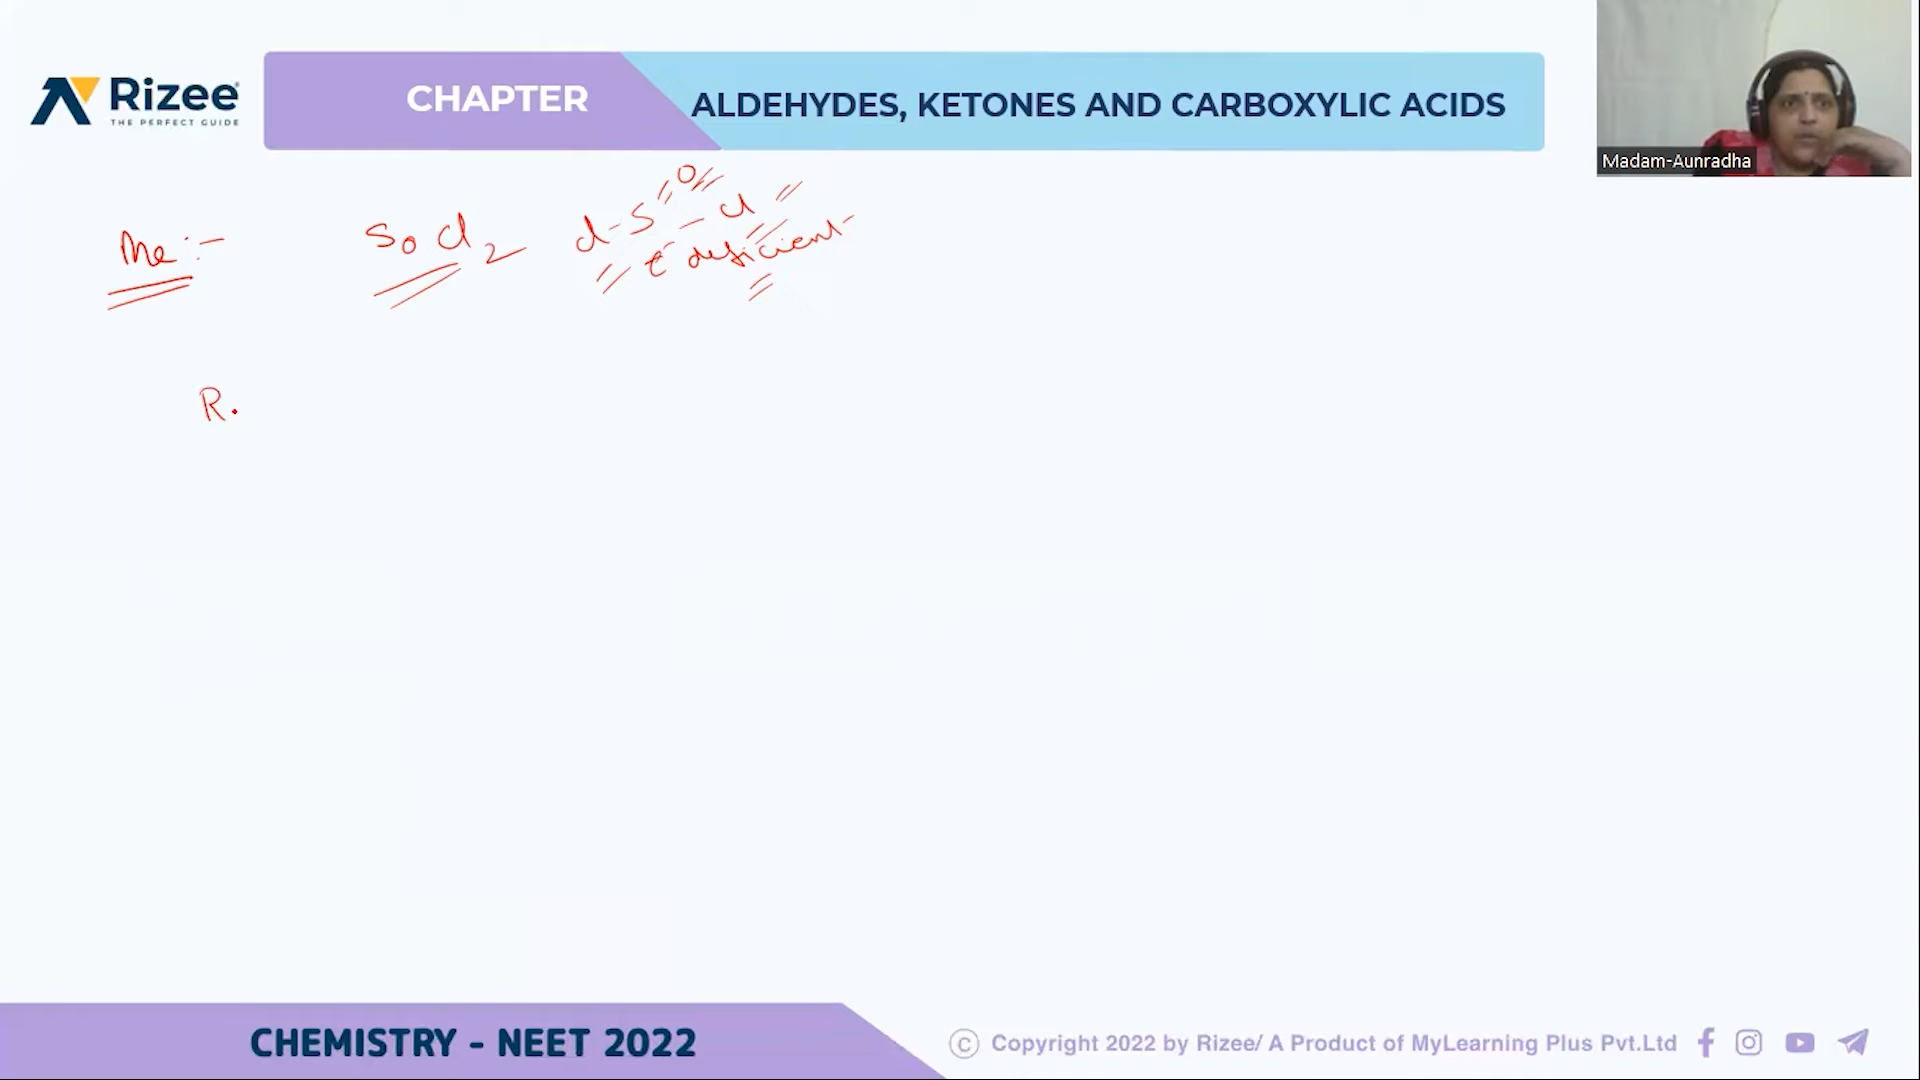 Rizee
THE PERFECT GUIDE
CHAPTER
ALDEHYDES, KETONES AND CARBOXYLIC ACIDS
Madam-Aunradha
Me :-
SOCl2
Cl-S-Cl
O
e- deficient
R.
CHEMISTRY - NEET 2022
© Copyright 2022 by Rizee/ A Product of MyLearning Plus Pvt.Ltd